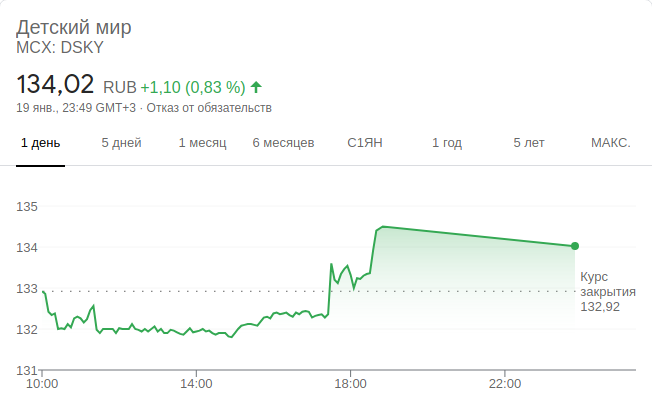 Детский мир
MCX: DSKY
134,02 RUB +1,10 (0,83 %)
19 янв., 23:49 GMT+3 · Отказ от обязательств
1 день 5 дней 1 месяц 6 месяцев С1ЯН 1 год 5 лет МАКС.
135
134
133
132
131
Курс
закрытия
132,92
10:00 14:00 18:00 22:00